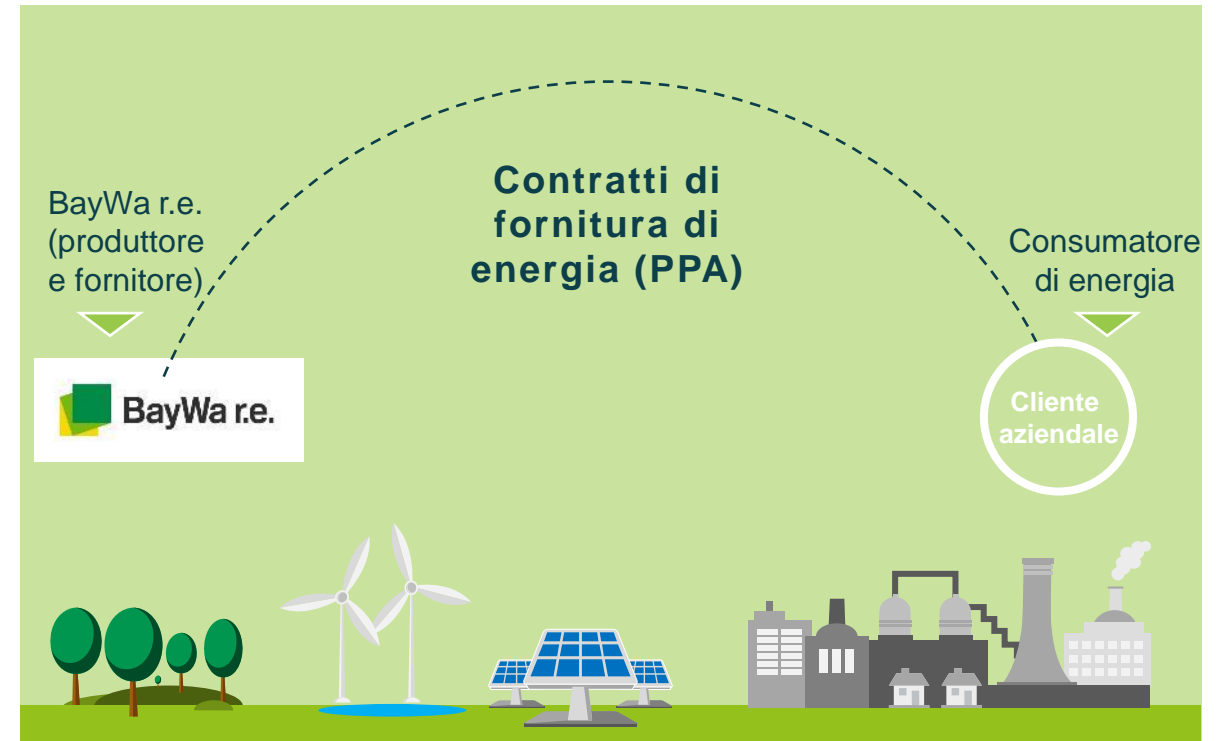 Contratti di
fornitura di
energia (PPA)
BayWa r.e.
(produttore
e fornitore)
Consumatore
di energia
BayWa r.e.
Cliente
aziendale